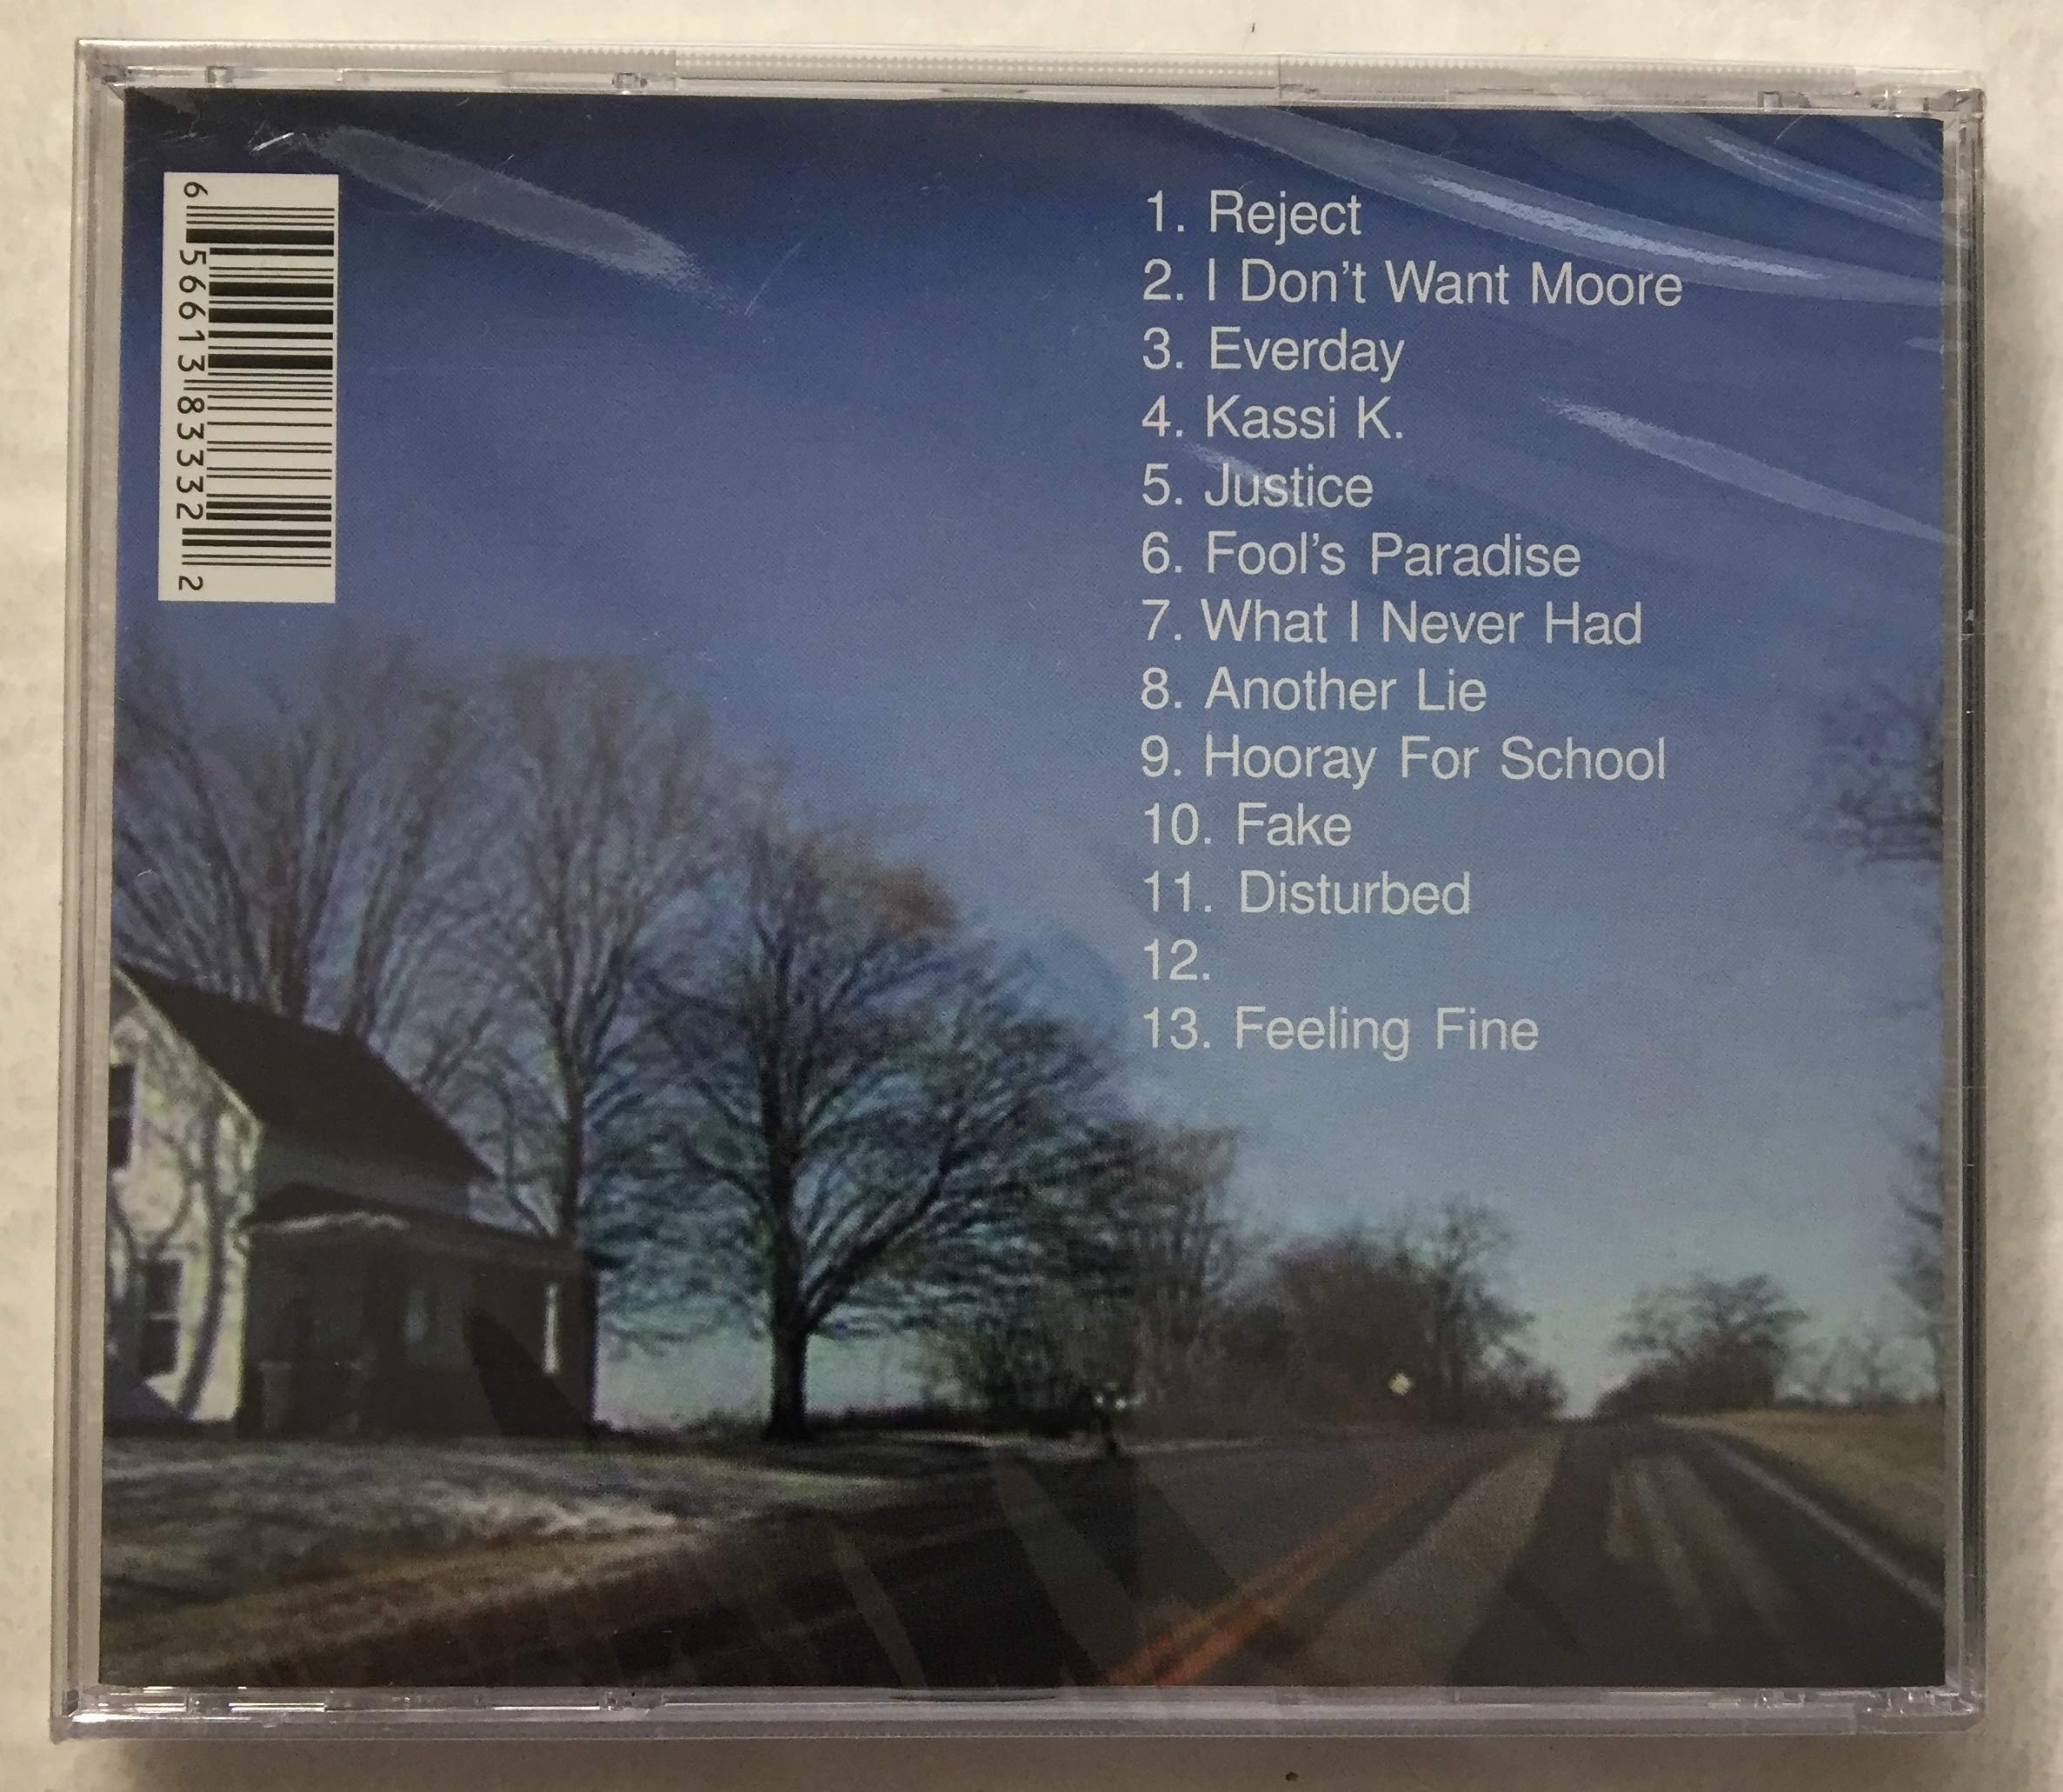 6 56613 83332 2
1. Reject
2. I Don't Want Moore
3. Everday
4. Kassi K.
5. Justice
6. Fool's Paradise
7. What I Never Had
8. Another Lie
9. Hooray For School
10. Fake
11. Disturbed
12.
13. Feeling Fine